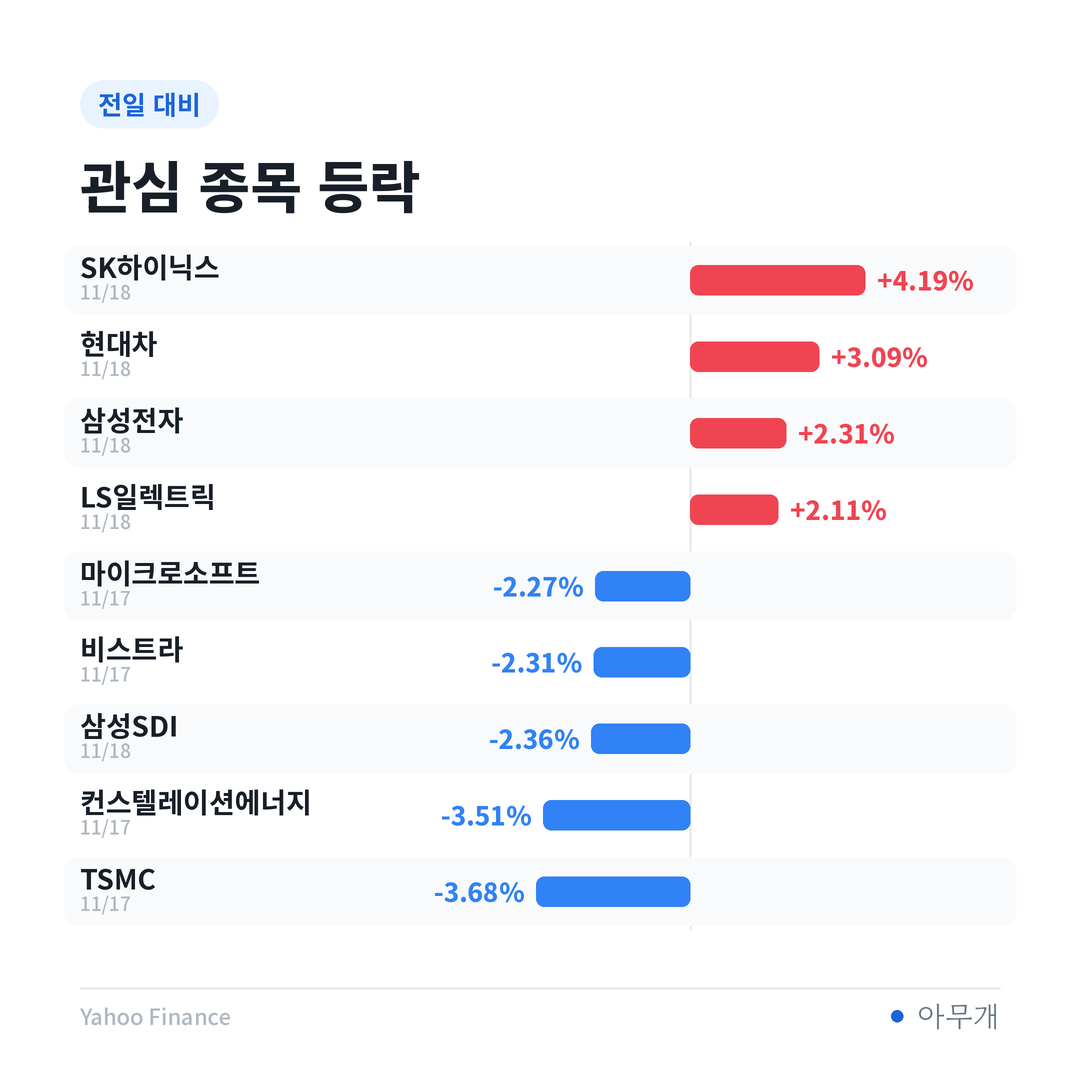 전일 대비
관심 종목 등락
SK하이닉스
11/18
+4.19%
현대차
11/18
+3.09%
삼성전자
11/18
+2.31%
LS일렉트릭
11/18
+2.11%
마이크로소프트
11/17
-2.27%
비스트라
11/17
-2.31%
삼성SDI
11/18
-2.36%
컨스텔레이션에너지
11/17
-3.51%
TSMC
11/17
-3.68%
Yahoo Finance
아무개